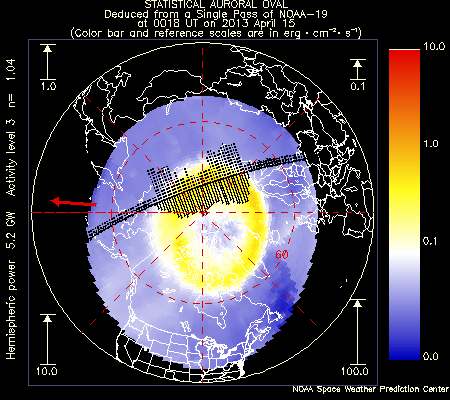 STATISTICAL AURORAL OVAL
Deduced from a Single Pass of NOAA-19
at 0018 UT on 2013 April 15
(Color bar and reference scales are in erg·cm⁻²·s⁻¹)
Hemispheric power 5.2 GW Activity level 3 n= 1.04
1.0
0.1
10.0
100.0
60
10.0
1.0
0.1
0.0
NOAA Space Weather Prediction Center